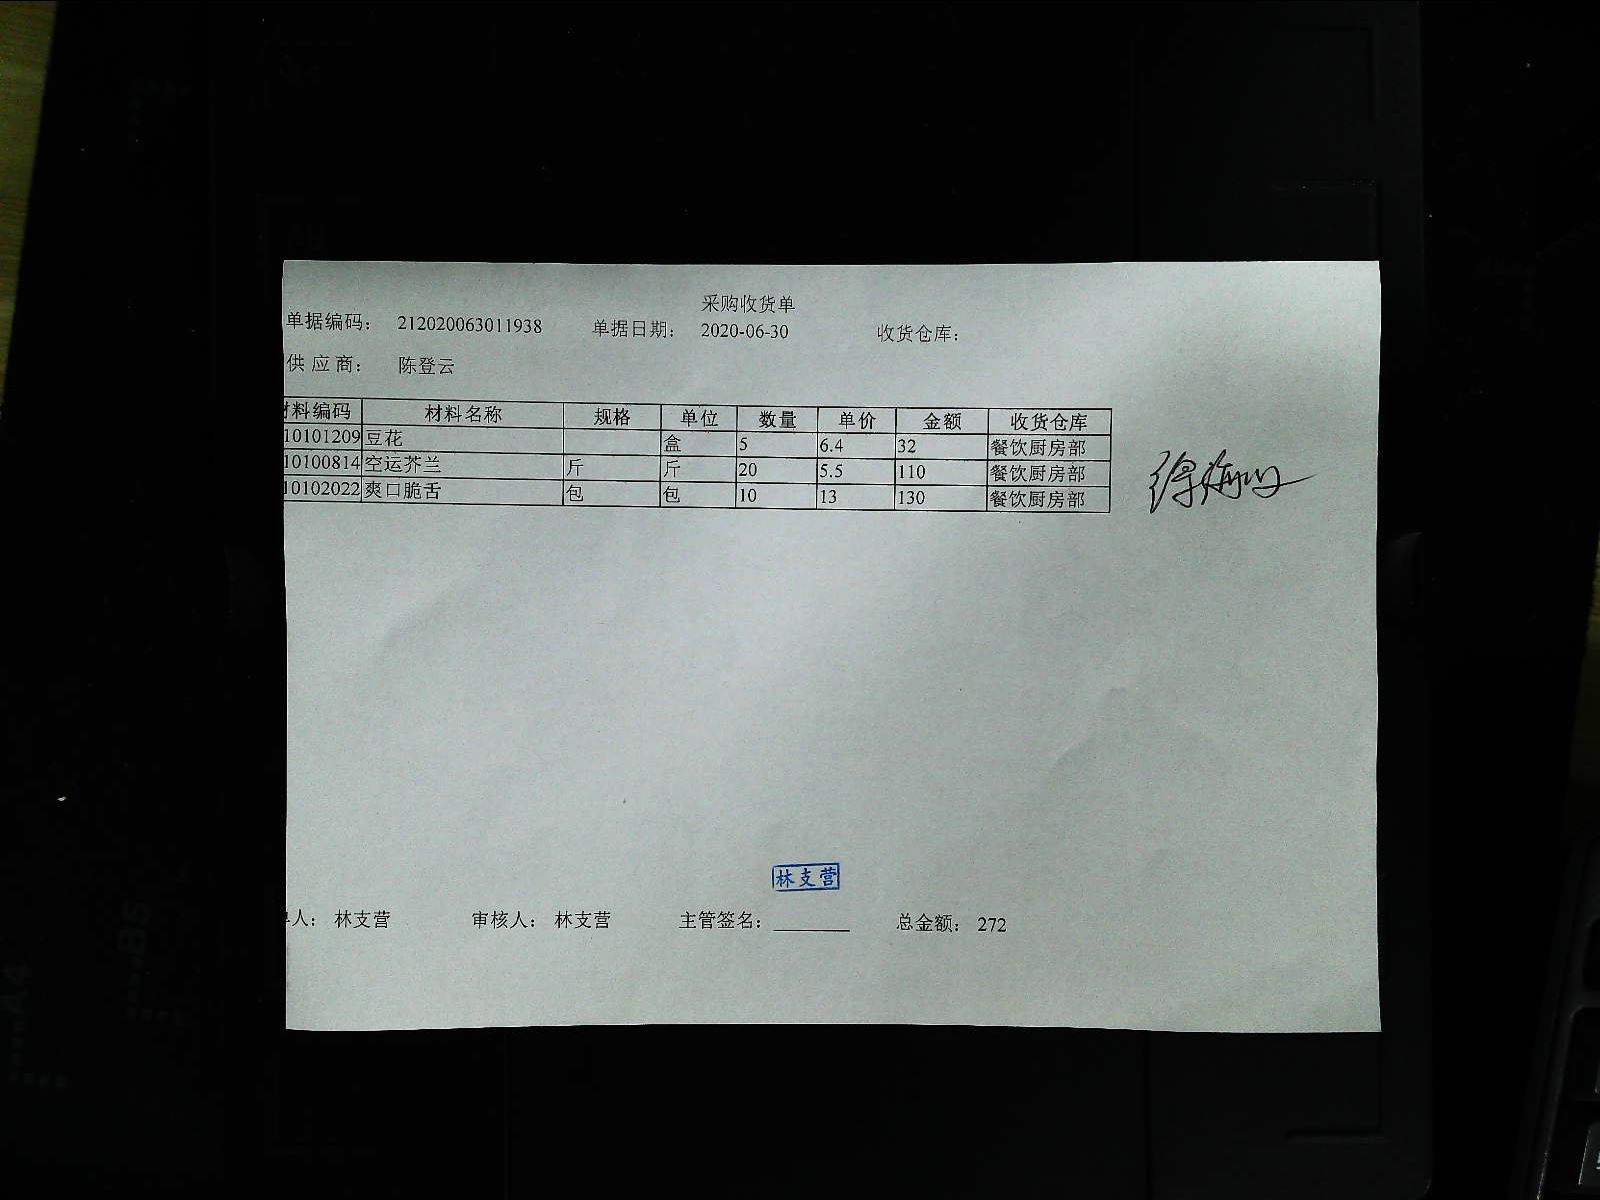 采购收货单
单据编码： 212020063011938 单据日期： 2020-06-30 收货仓库：
供 应 商： 陈登云
材料编码 材料名称 规格 单位 数量 单价 金额 收货仓库
10101209 豆花 盒 5 6.4 32 餐饮厨房部
10100814 空运芥兰 斤 斤 20 5.5 110 餐饮厨房部
10102022 爽口脆舌 包 包 10 13 130 餐饮厨房部
林支营
人： 林支营 审核人： 林支营 主管签名： 总金额： 272